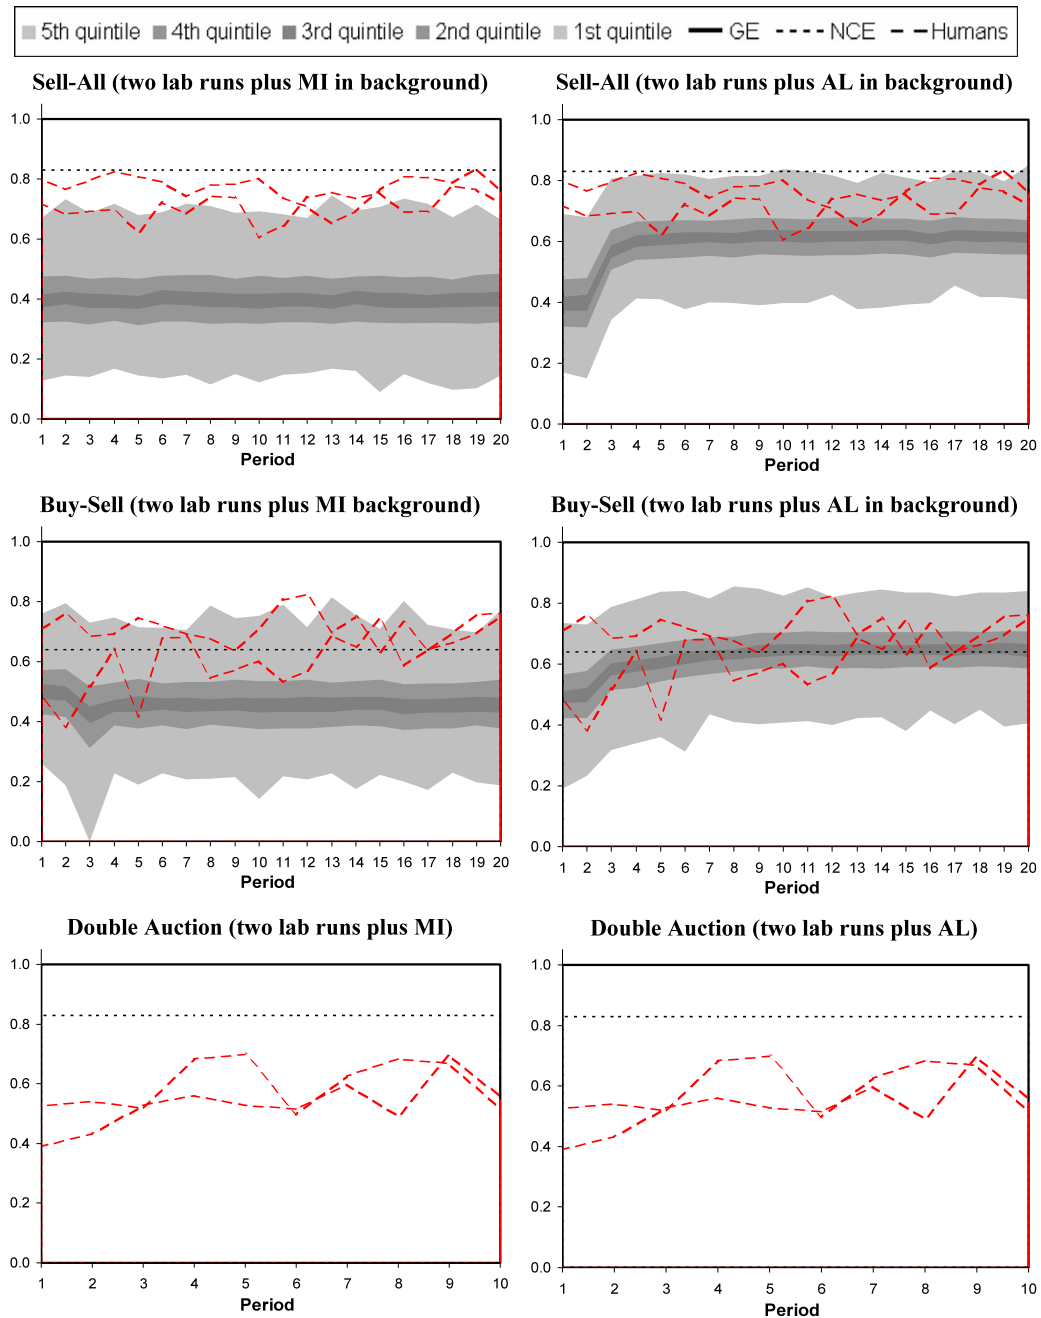 5th quintile 4th quintile 3rd quintile 2nd quintile 1st quintile GE NCE Humans
Sell-All (two lab runs plus MI in background)
1.0
0.8
0.6
0.4
0.2
0.0
1 2 3 4 5 6 7 8 9 10 11 12 13 14 15 16 17 18 19 20
Period
Sell-All (two lab runs plus AL in background)
1.0
0.8
0.6
0.4
0.2
0.0
1 2 3 4 5 6 7 8 9 10 11 12 13 14 15 16 17 18 19 20
Period
Buy-Sell (two lab runs plus MI background)
1.0
0.8
0.6
0.4
0.2
0.0
1 2 3 4 5 6 7 8 9 10 11 12 13 14 15 16 17 18 19 20
Period
Buy-Sell (two lab runs plus AL in background)
1.0
0.8
0.6
0.4
0.2
0.0
1 2 3 4 5 6 7 8 9 10 11 12 13 14 15 16 17 18 19 20
Period
Double Auction (two lab runs plus MI)
1.0
0.8
0.6
0.4
0.2
0.0
1 2 3 4 5 6 7 8 9 10
Period
Double Auction (two lab runs plus AL)
1.0
0.8
0.6
0.4
0.2
0.0
1 2 3 4 5 6 7 8 9 10
Period